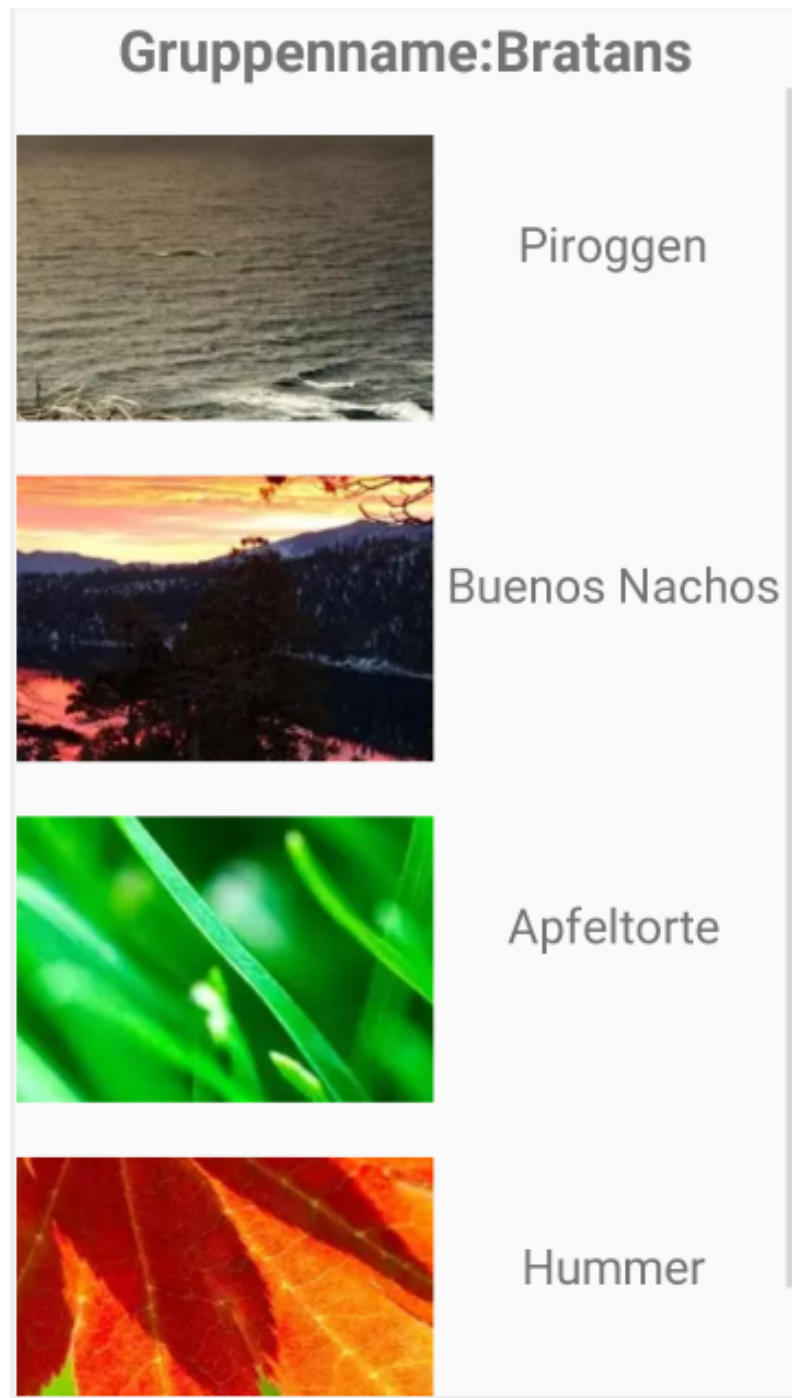 Gruppenname:Bratans
Piroggen
Buenos Nachos
Apfeltorte
Hummer